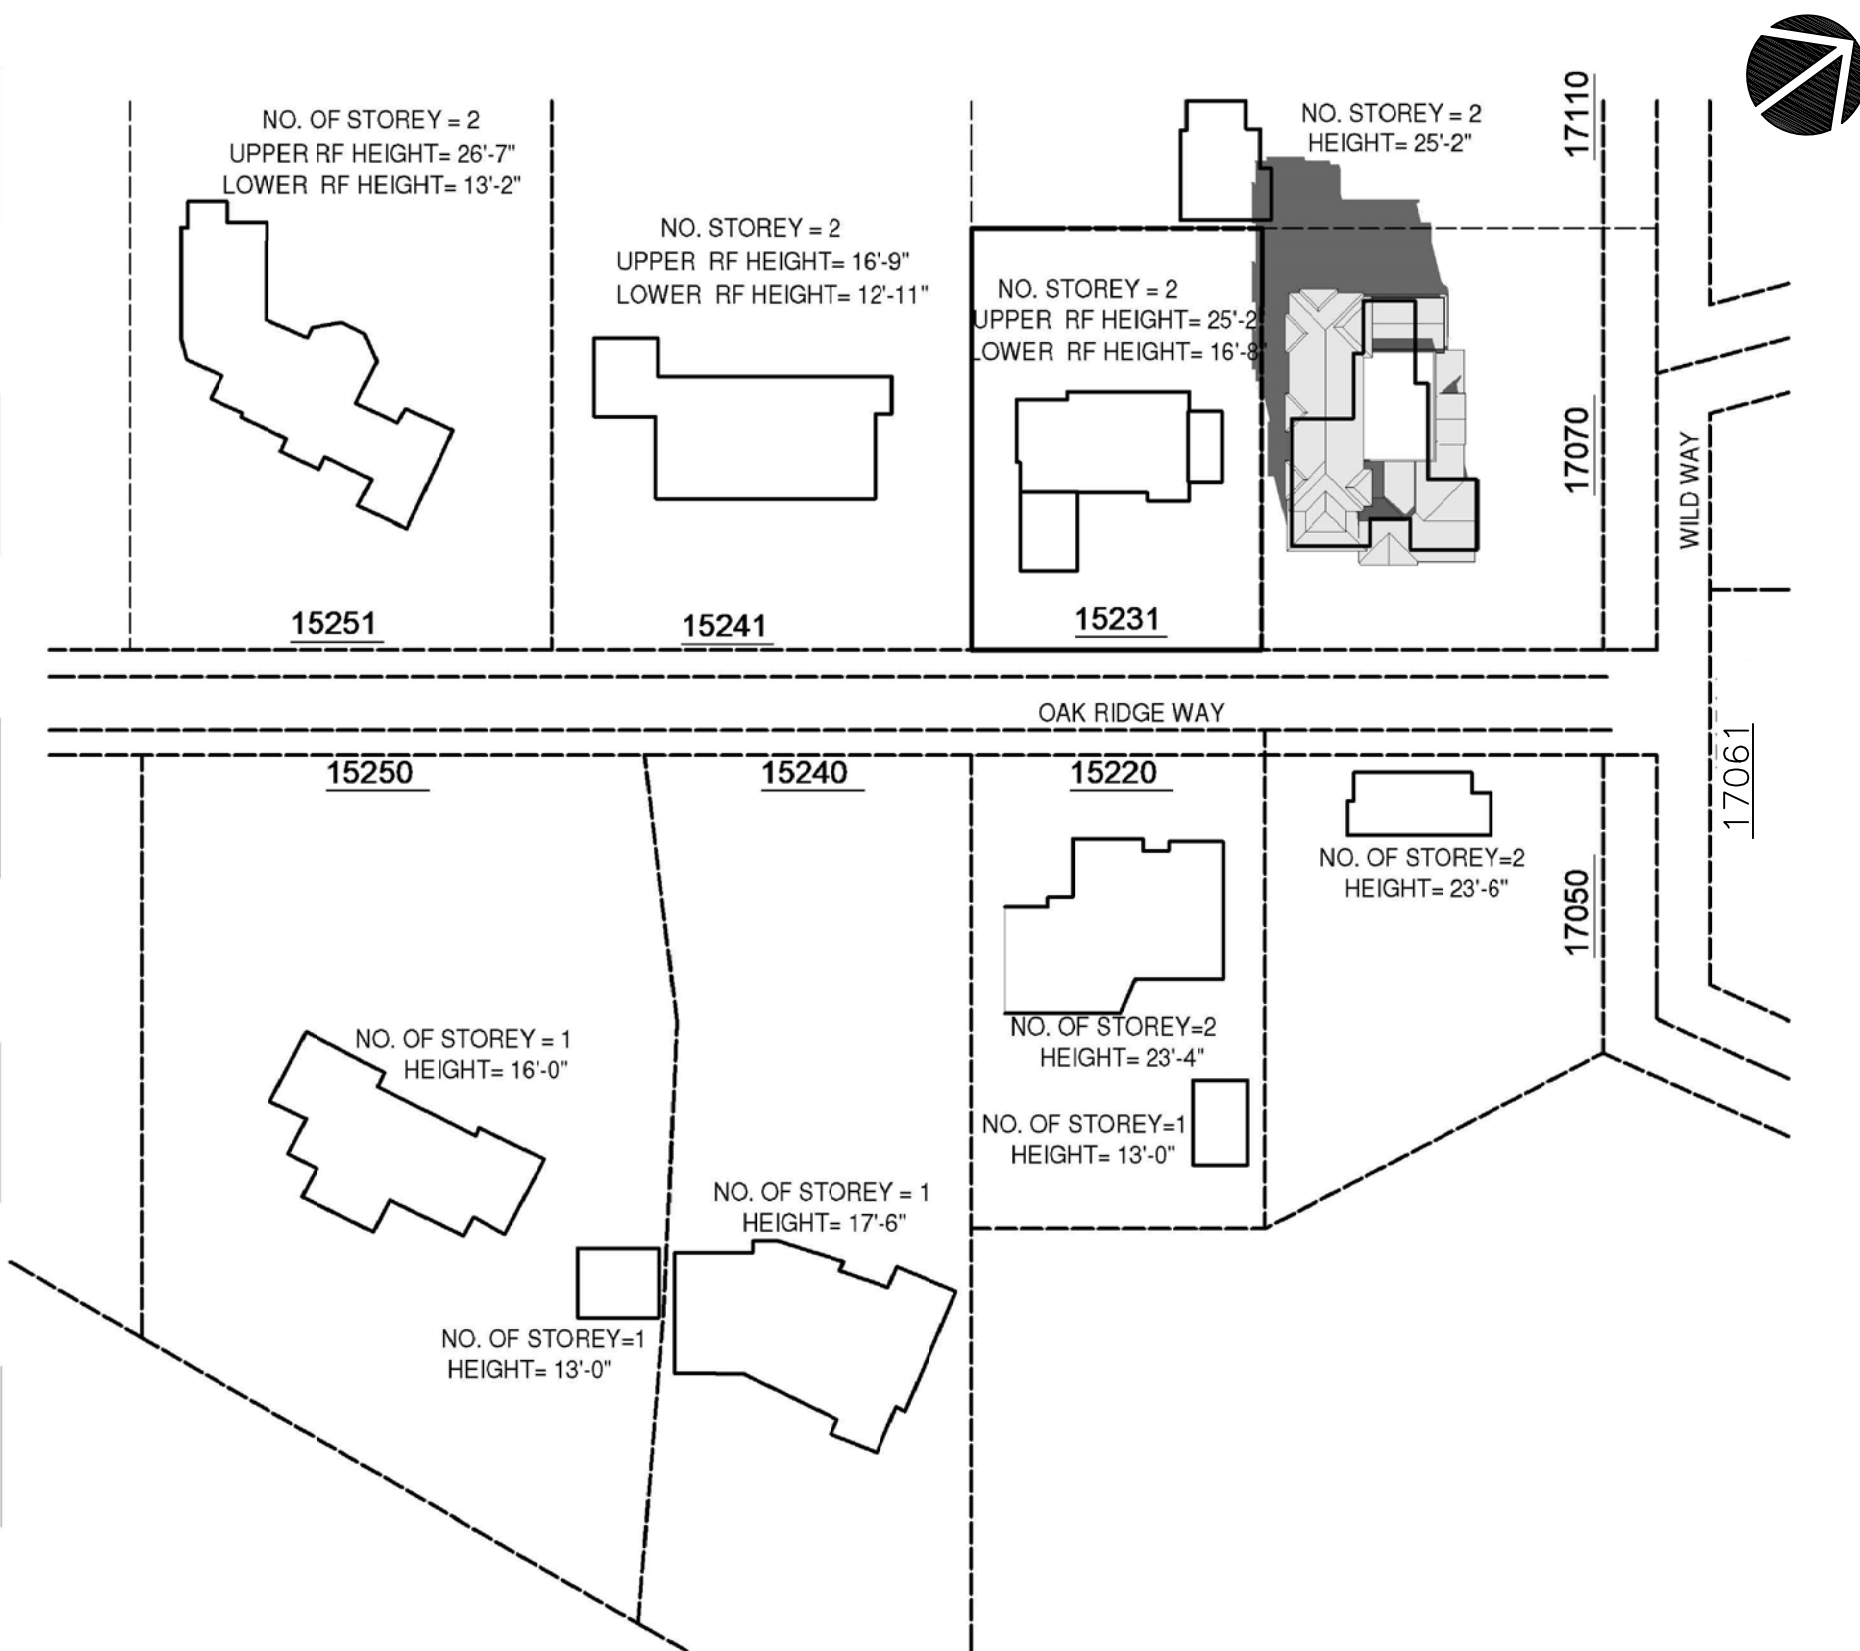 NO. OF STOREY = 2
UPPER RF HEIGHT= 26'-7"
LOWER RF HEIGHT= 13'-2"
NO. STOREY = 2
UPPER RF HEIGHT= 16'-9"
LOWER RF HEIGHT= 12'-11"
NO. STOREY = 2
UPPER RF HEIGHT= 25'-2
LOWER RF HEIGHT= 16'-8"
NO. STOREY = 2
HEIGHT= 25'-2"
17110
17070
WILD WAY
15251
15241
15231
OAK RIDGE WAY
15250
15240
15220
17061
NO. OF STOREY=2
HEIGHT= 23'-6"
17050
NO. OF STOREY = 1
HEIGHT= 16'-0"
NO. OF STOREY=2
HEIGHT= 23'-4"
NO. OF STOREY=1
HEIGHT= 13'-0"
NO. OF STOREY = 1
HEIGHT= 17'-6"
NO. OF STOREY=1
HEIGHT= 13'-0"